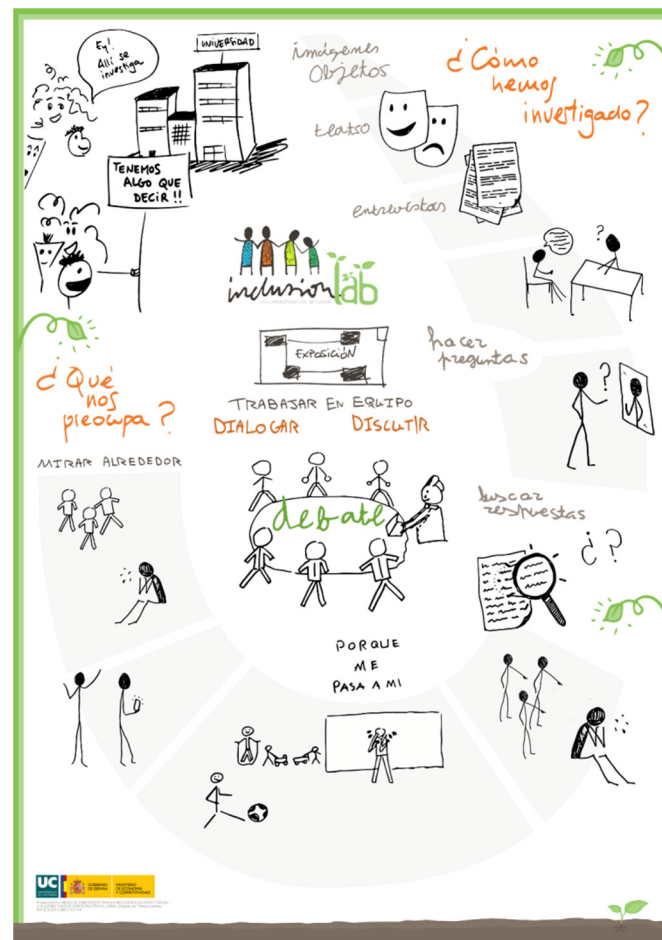 Ey!
Allí se
investiga
UNIVERSIDAD
TENEMOS
ALGO QUE
DECIR !!
imágenes
Objetos
teatro
entrevistas
¿Cómo
hemos
investigado?
?
inclusion lab
EXPOSICIÓN
TRABAJAR EN EQUIPO
DIALOGAR DISCUTIR
hacer
preguntas
?
¿Qué
nos
preocupa?
MIRAR ALREDEDOR
debate
buscar
respuestas
¿?
PORQUE
ME
PASA A MI
UC
GOBIERNO
DE ESPAÑA
MINISTERIO
DE ECONOMÍA
Y COMPETITIVIDAD